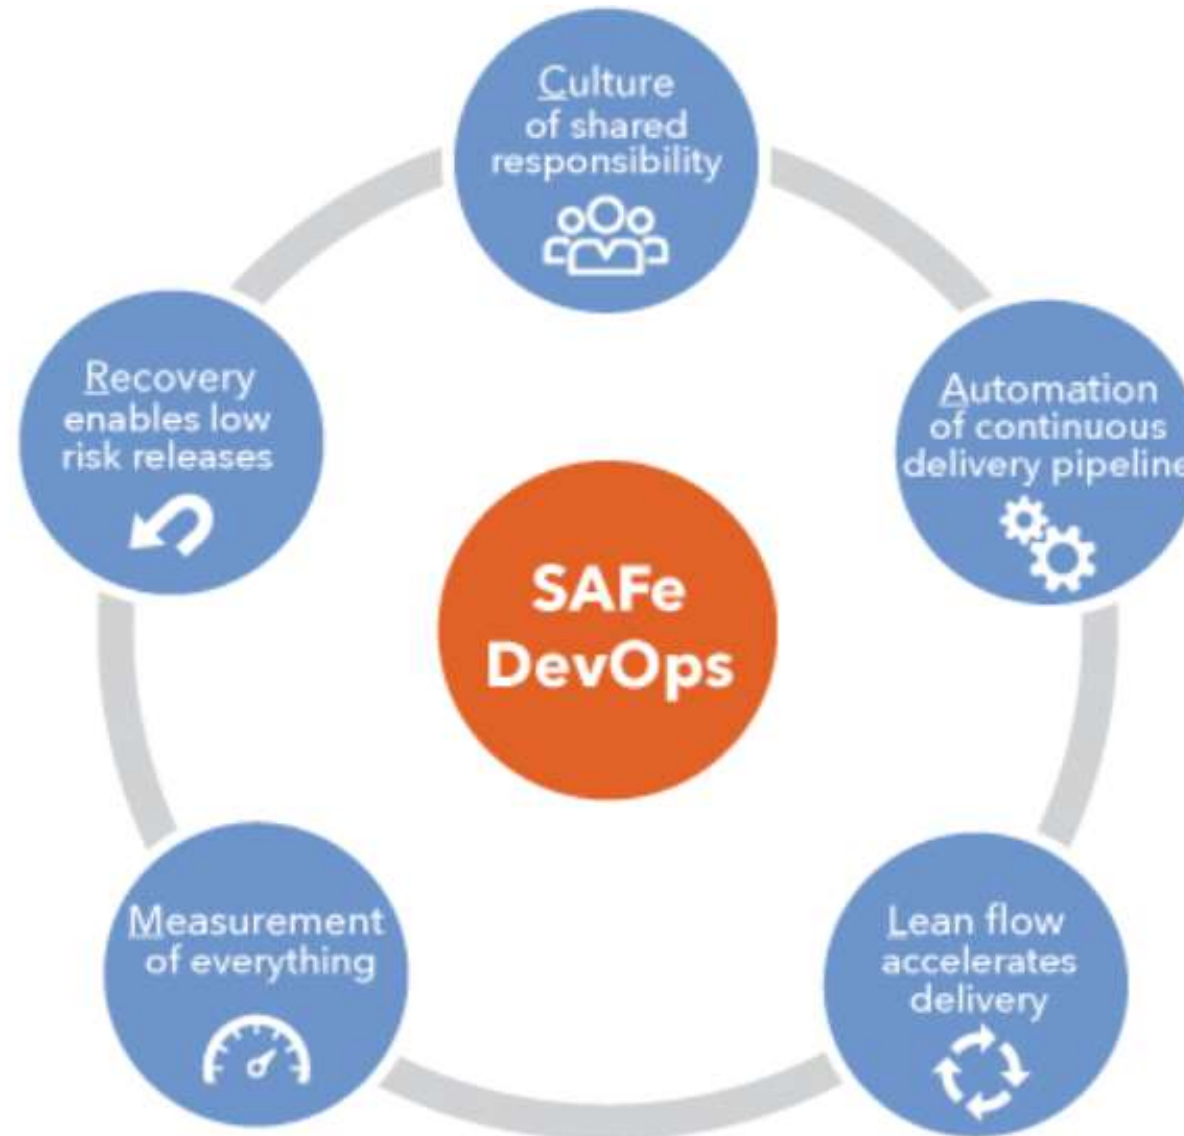 Culture
of shared
responsibility
Automation
of continuous
delivery pipeline
Lean flow
accelerates
delivery
Measurement
of everything
Recovery
enables low
risk releases
SAFe
DevOps